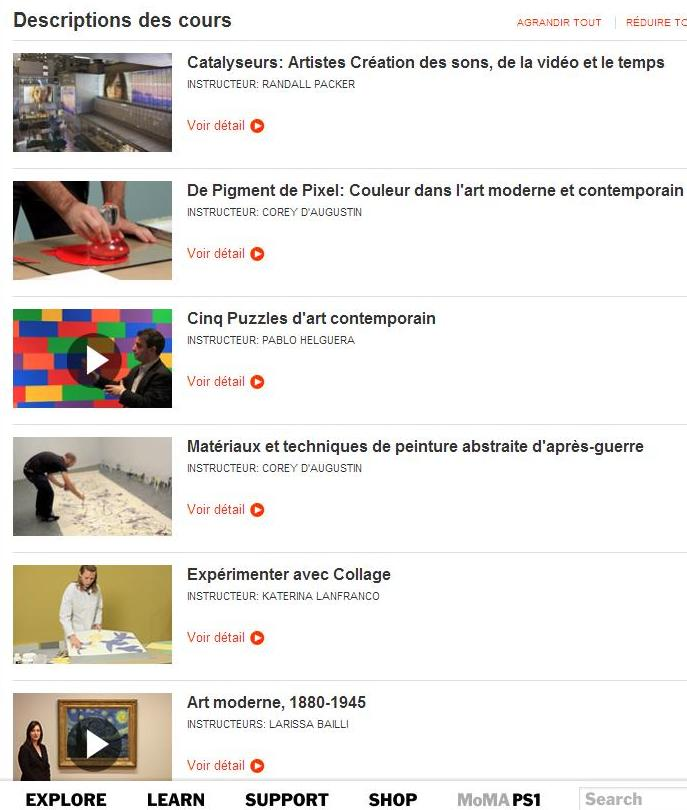 Descriptions des cours
AGRANDIR TOUT | RÉDUIRE TO
Catalyseurs: Artistes Création des sons, de la vidéo et le temps
INSTRUCTEUR: RANDALL PACKER
Voir détail
De Pigment de Pixel: Couleur dans l'art moderne et contemporain
INSTRUCTEUR: COREY D'AUGUSTIN
Voir détail
Cinq Puzzles d'art contemporain
INSTRUCTEUR: PABLO HELGUERA
Voir détail
Matériaux et techniques de peinture abstraite d'après-guerre
INSTRUCTEUR: COREY D'AUGUSTIN
Voir détail
Expérimenter avec Collage
INSTRUCTEUR: KATERINA LANFRANCO
Voir détail
Art moderne, 1880-1945
INSTRUCTEURS: LARISSA BAILLI
Voir détail
EXPLORE LEARN SUPPORT SHOP MoMA PS1 Search